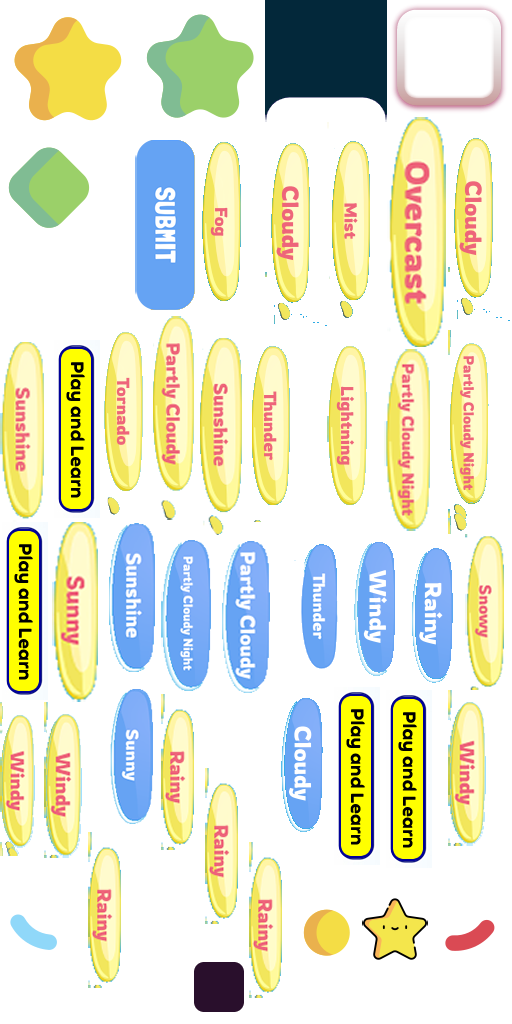 SUBMIT
Fog
Cloudy
Mist
Overcast
Cloudy
Sunshine
Play and Learn
Tornado
Partly Cloudy
Sunshine
Thunder
Lightning
Partly Cloudy Night
Partly Cloudy Night
Play and Learn
Sunny
Sunshine
Partly Cloudy Night
Partly Cloudy
Thunder
Windy
Rainy
Snowy
Windy
Windy
Sunny
Rainy
Rainy
Cloudy
Play and Learn
Play and Learn
Windy
Rainy
Rainy